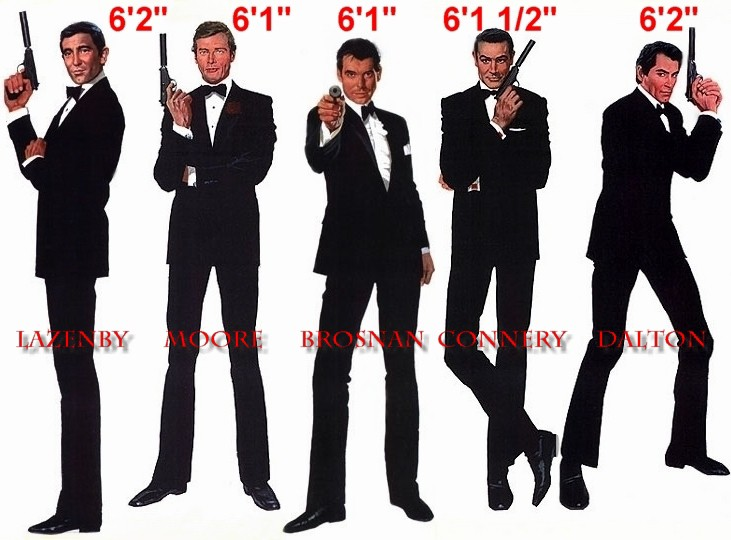 6'2" 6'1" 6'1" 6'1 1/2" 6'2"
LAZENBY MOORE BROSNAN CONNERY DALTON